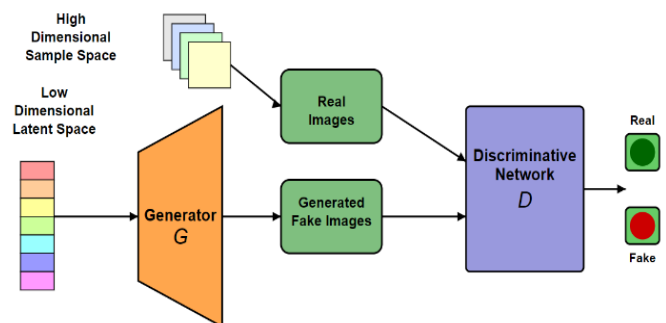 High
Dimensional
Sample Space
Low
Dimensional
Latent Space
Real
Images
Generator
G
Generated
Fake Images
Discriminative
Network
D
Real
Fake